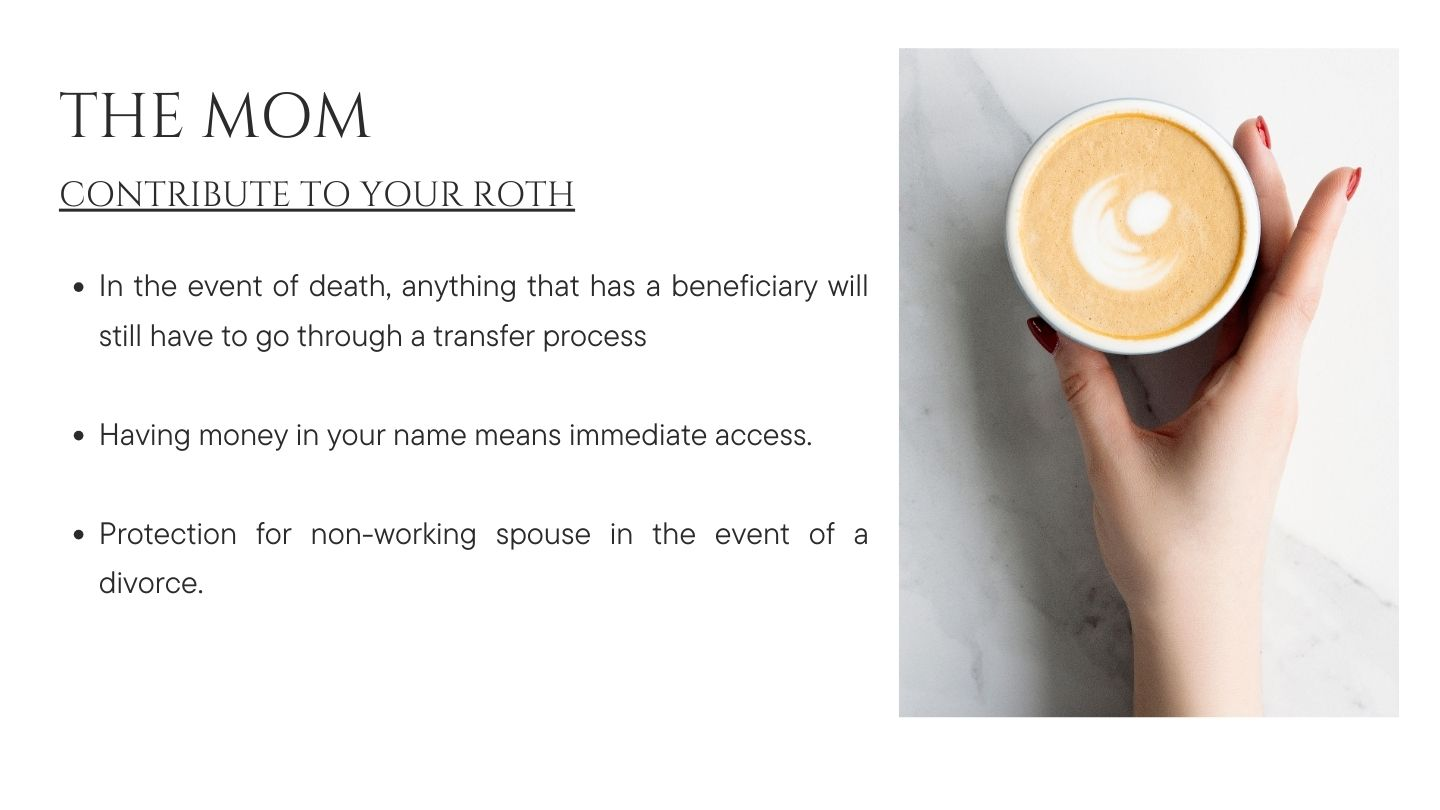 THE MOM
CONTRIBUTE TO YOUR ROTH
• In the event of death, anything that has a beneficiary will
still have to go through a transfer process
• Having money in your name means immediate access.
• Protection for non-working spouse in the event of a
divorce.